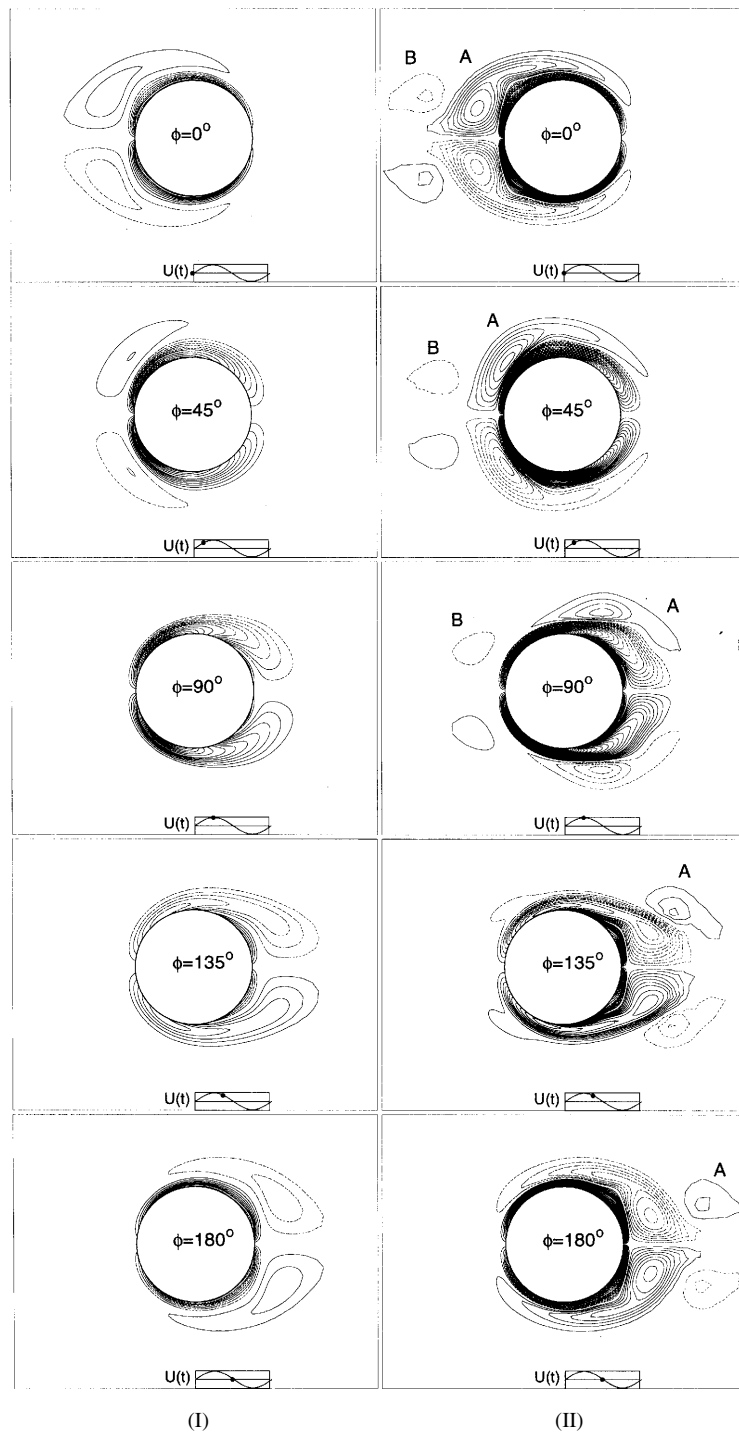 B A
φ=0° φ=0°
U(t) U(t)
A
B
φ=45° φ=45°
U(t) U(t)
A
B
φ=90° φ=90°
U(t) U(t)
A
φ=135° φ=135°
U(t) U(t)
A
φ=180° φ=180°
U(t) U(t)
(I) (II)